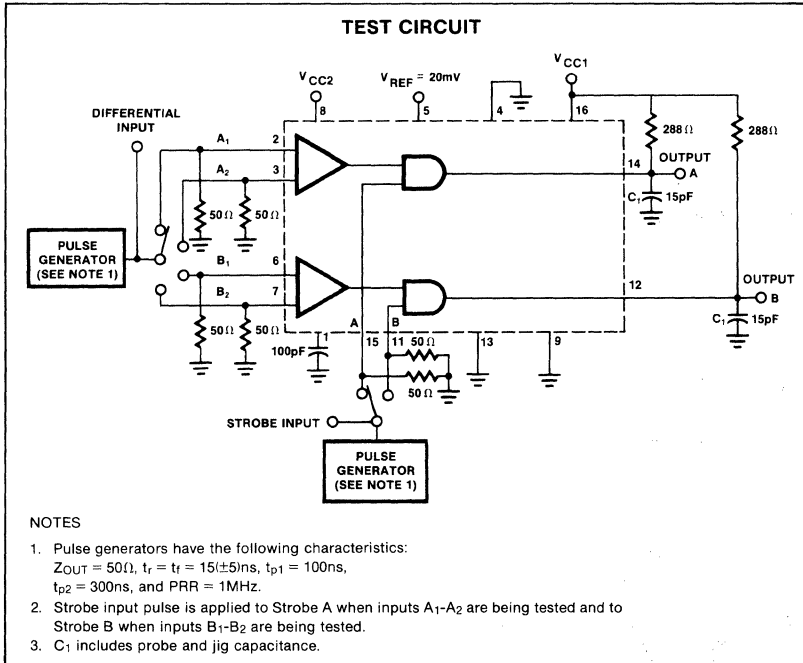 TEST CIRCUIT
VCC2
VREF = 20mV
VCC1
8
5
4
16
DIFFERENTIAL
INPUT
288Ω
288Ω
A1
2
A2
3
14
OUTPUT
A
C1
15pF
50Ω
50Ω
PULSE
GENERATOR
(SEE NOTE 1)
B1
6
B2
7
12
OUTPUT
B
C1
15pF
50Ω
50Ω
A
B
1
100pF
15
11
50Ω
13
9
50Ω
STROBE INPUT
PULSE
GENERATOR
(SEE NOTE 1)
NOTES
1. Pulse generators have the following characteristics:
ZOUT = 50Ω, tr = tf = 15(±5)ns, tp1 = 100ns,
tp2 = 300ns, and PRR = 1MHz.
2. Strobe input pulse is applied to Strobe A when inputs A1-A2 are being tested and to
Strobe B when inputs B1-B2 are being tested.
3. C1 includes probe and jig capacitance.